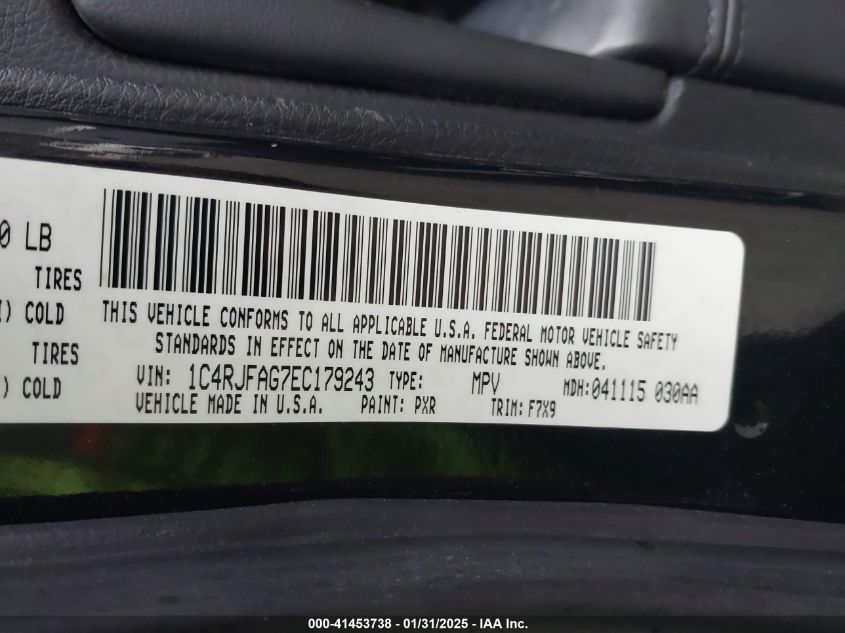 0 LB
TIRES
) COLD
TIRES
) COLD
THIS VEHICLE CONFORMS TO ALL APPLICABLE U.S.A. FEDERAL MOTOR VEHICLE SAFETY
STANDARDS IN EFFECT ON THE DATE OF MANUFACTURE SHOWN ABOVE.
VIN: 1C4RJFAG7EC179243 TYPE: MPV MDH:041115 030AA
VEHICLE MADE IN U.S.A. PAINT: PXR TRIM: F7X9
000-41453738 - 01/31/2025 - IAA Inc.